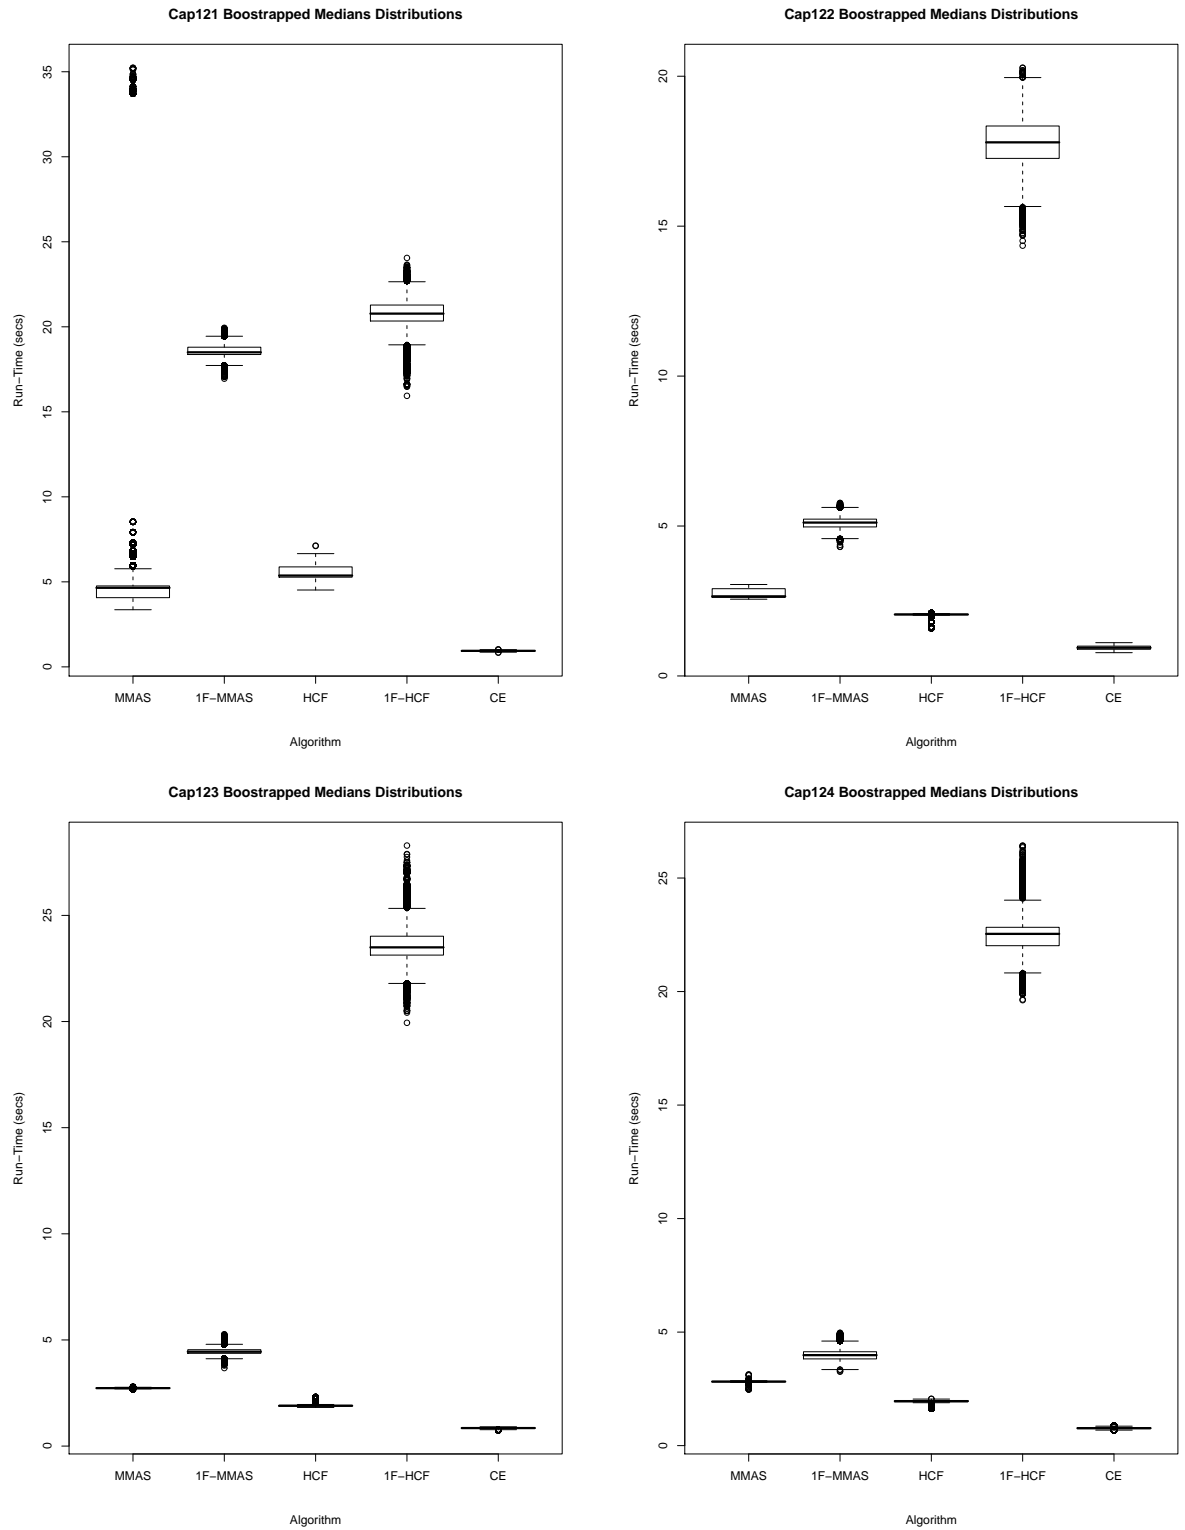 Cap121 Boostrapped Medians Distributions
Run−Time (secs)
35
30
25
20
15
10
5
0
MMAS 1F−MMAS HCF 1F−HCF CE
Algorithm
Cap122 Boostrapped Medians Distributions
Run−Time (secs)
20
15
10
5
0
MMAS 1F−MMAS HCF 1F−HCF CE
Algorithm
Cap123 Boostrapped Medians Distributions
Run−Time (secs)
25
20
15
10
5
0
MMAS 1F−MMAS HCF 1F−HCF CE
Algorithm
Cap124 Boostrapped Medians Distributions
Run−Time (secs)
25
20
15
10
5
0
MMAS 1F−MMAS HCF 1F−HCF CE
Algorithm